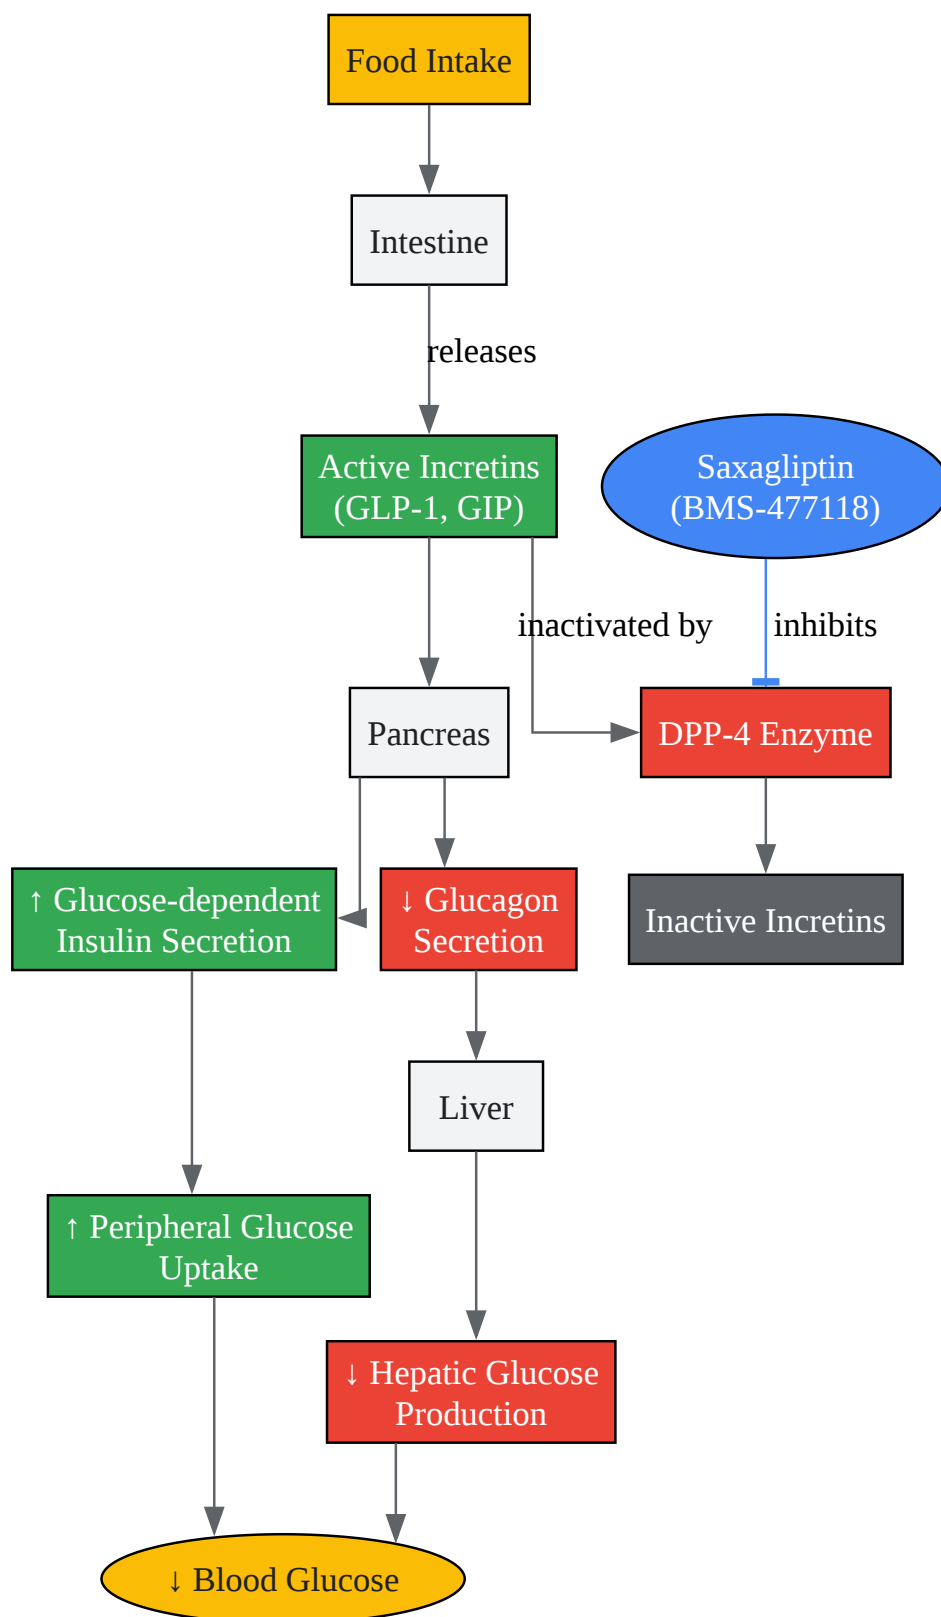 Food Intake
Intestine
releases
Active Incretins
(GLP-1, GIP)
Saxagliptin
(BMS-477118)
inactivated by
inhibits
Pancreas
DPP-4 Enzyme
↑ Glucose-dependent
Insulin Secretion
↓ Glucagon
Secretion
Inactive Incretins
Liver
↑ Peripheral Glucose
Uptake
↓ Hepatic Glucose
Production
↓ Blood Glucose